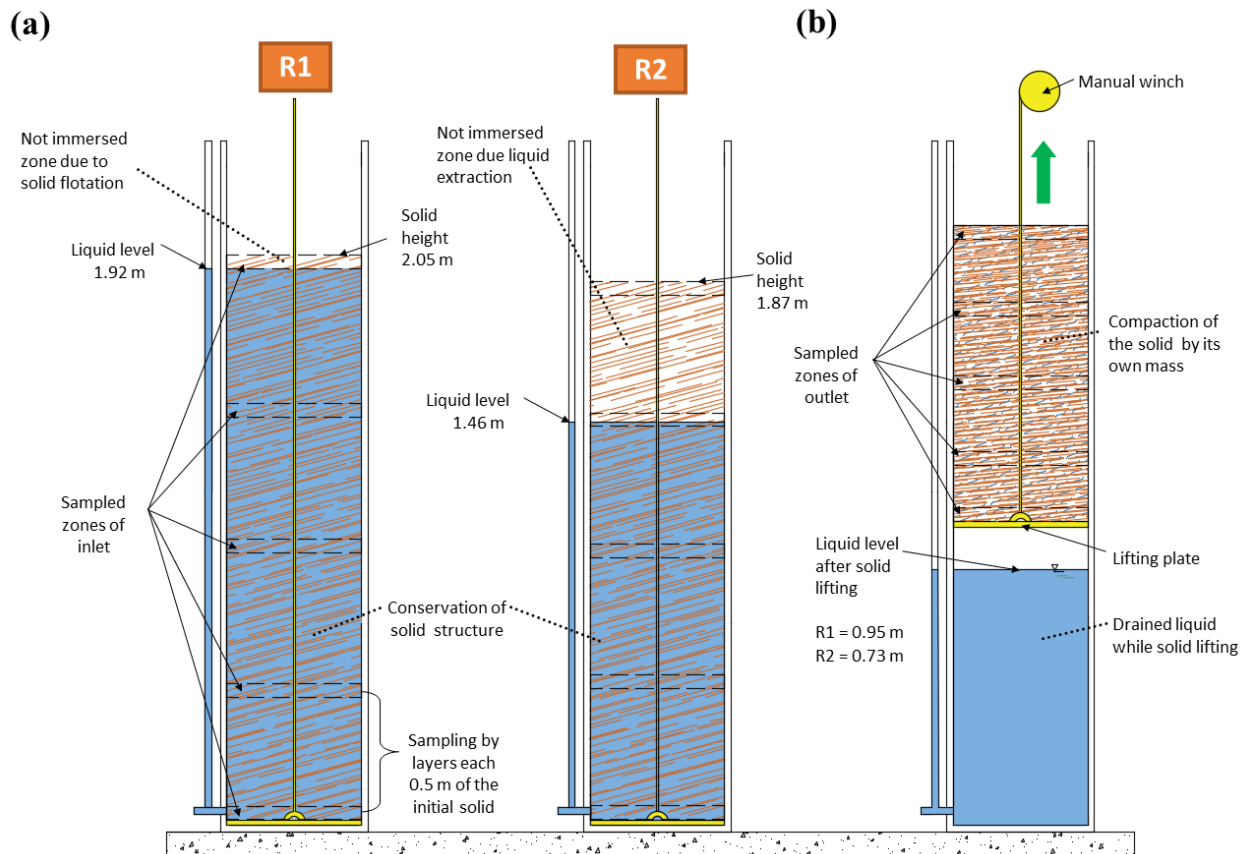 (a)
(b)
R1
R2
Manual winch
Not immersed
zone due to
solid flotation
Not immersed
zone due liquid
extraction
Solid
height
2.05 m
Liquid level
1.92 m
Solid
height
1.87 m
Liquid level
1.46 m
Sampled
zones of
outlet
Compaction of
the solid by its
own mass
Sampled
zones of
inlet
Conservation of
solid structure
Sampling by
layers each
0.5 m of the
initial solid
Liquid level
after solid
lifting
R1 = 0.95 m
R2 = 0.73 m
Lifting plate
Drained liquid
while solid lifting